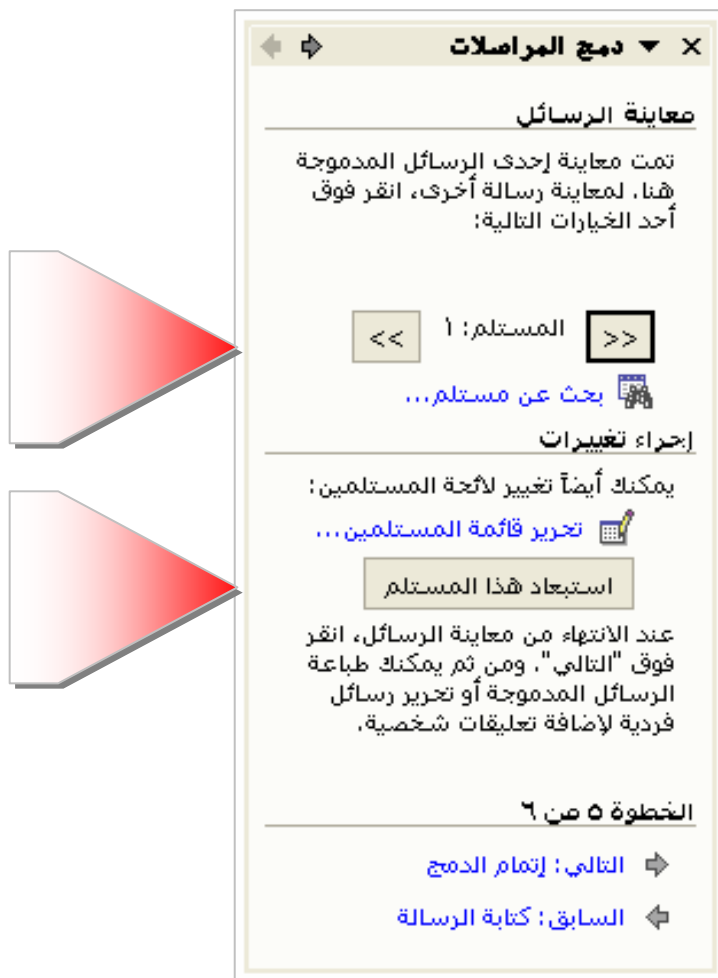 دمج المراصلات
معاينة الرسائل
تمت معاينة إحدى الرسائل المدموجة
هنا. لمعاينة رسالة أخرى، انقر فوق
أحد الخيارات التالية:
>> المستلم: ١ <<
بحث عن مستلم...
إجراء تغييرات
يمكنك أيضاً تغيير لائحة المستلمين:
تحرير قائمة المستلمين...
استبعاد هذا المستلم
عند الانتهاء من معاينة الرسائل، انقر
فوق "التالي". ومن ثم يمكنك طباعة
الرسائل المدموجة أو تحرير رسائل
فردية لإضافة تعليقات شخصية.
الخطوة ٥ من ٦
التالي: إتمام الدمج
السابق: كتابة الرسالة